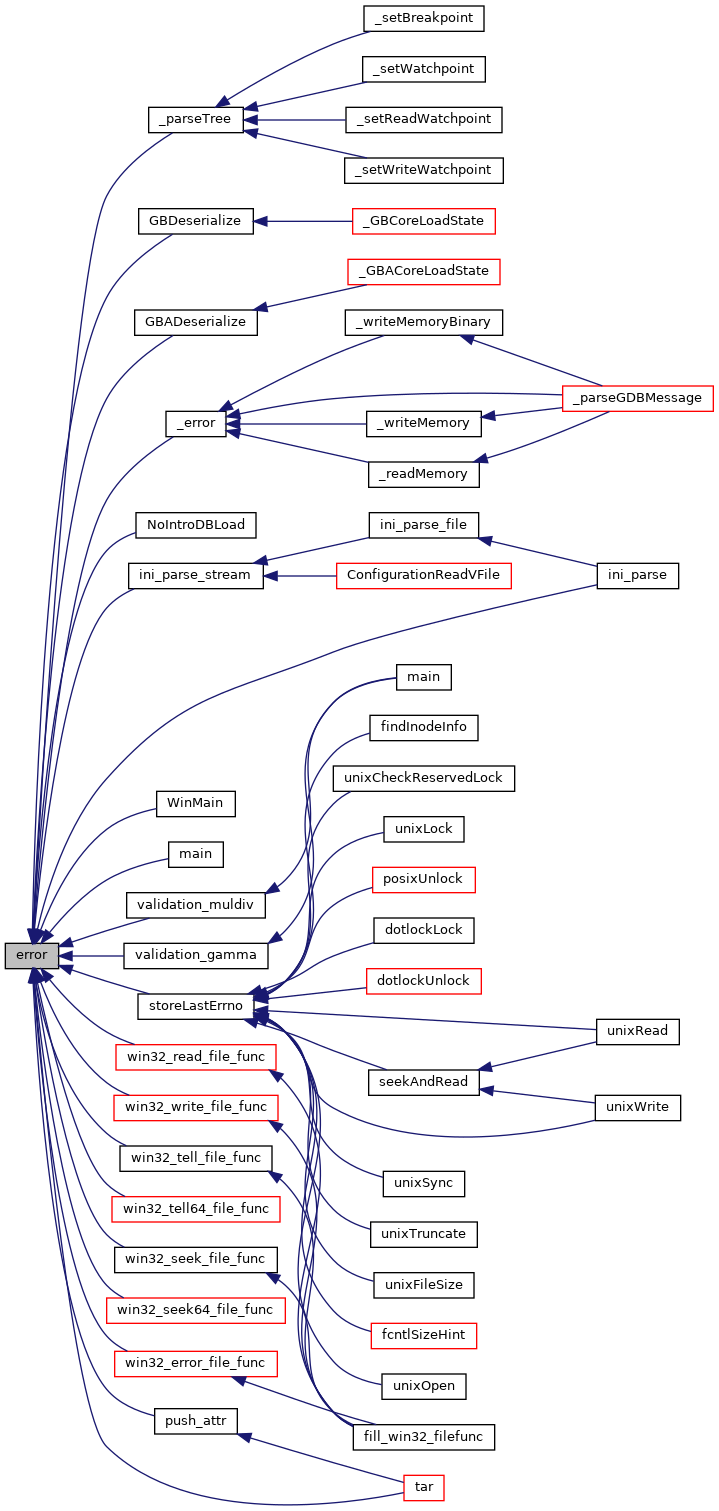 _setBreakpoint
_setWatchpoint
_parseTree
_setReadWatchpoint
_setWriteWatchpoint
GBDeserialize
_GBCoreLoadState
_GBACoreLoadState
GBADeserialize
_writeMemoryBinary
_parseGDBMessage
_error
_writeMemory
_readMemory
NoIntroDBLoad
ini_parse_file
ini_parse_stream
ConfigurationReadVFile
ini_parse
main
findInodeInfo
unixCheckReservedLock
WinMain
unixLock
main
posixUnlock
validation_muldiv
dotlockLock
error
validation_gamma
dotlockUnlock
storeLastErrno
unixRead
win32_read_file_func
seekAndRead
win32_write_file_func
unixWrite
win32_tell_file_func
unixSync
win32_tell64_file_func
unixTruncate
win32_seek_file_func
unixFileSize
win32_seek64_file_func
fcntlSizeHint
win32_error_file_func
unixOpen
push_attr
fill_win32_filefunc
tar